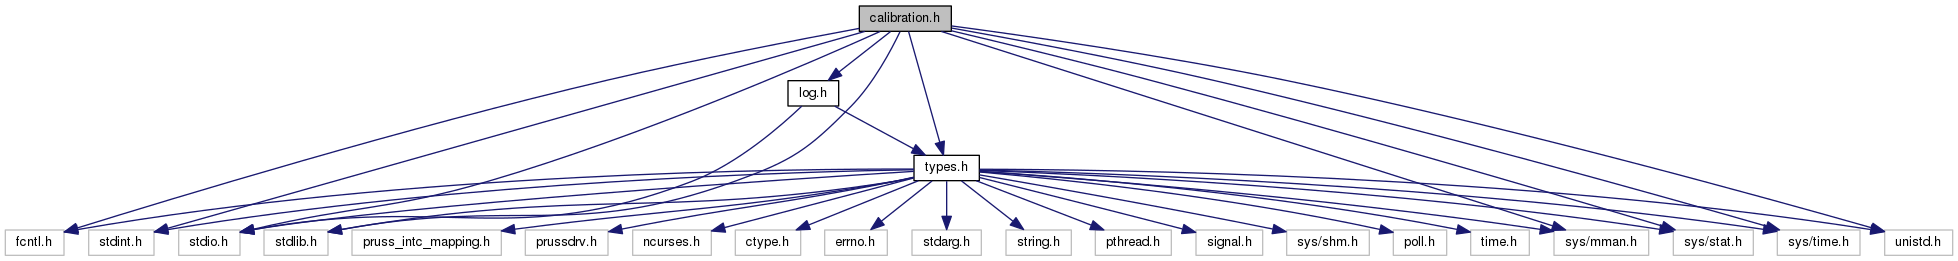 calibration.h
log.h
types.h
fcntl.h
stdint.h
stdio.h
stdlib.h
pruss_intc_mapping.h
prussdrv.h
ncurses.h
ctype.h
errno.h
stdarg.h
string.h
pthread.h
signal.h
sys/shm.h
poll.h
time.h
sys/mman.h
sys/stat.h
sys/time.h
unistd.h